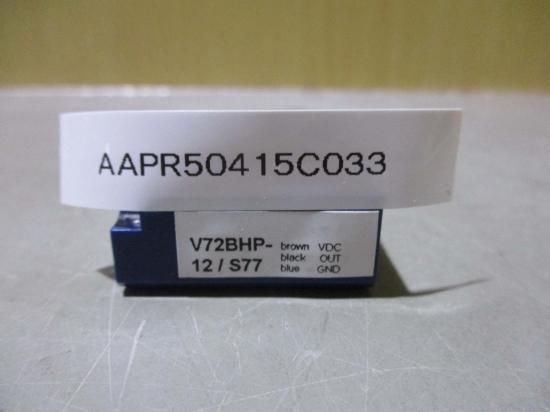 AAPR50415C033
V72BHP- brown VDC
12 / S77 black OUT
blue GND